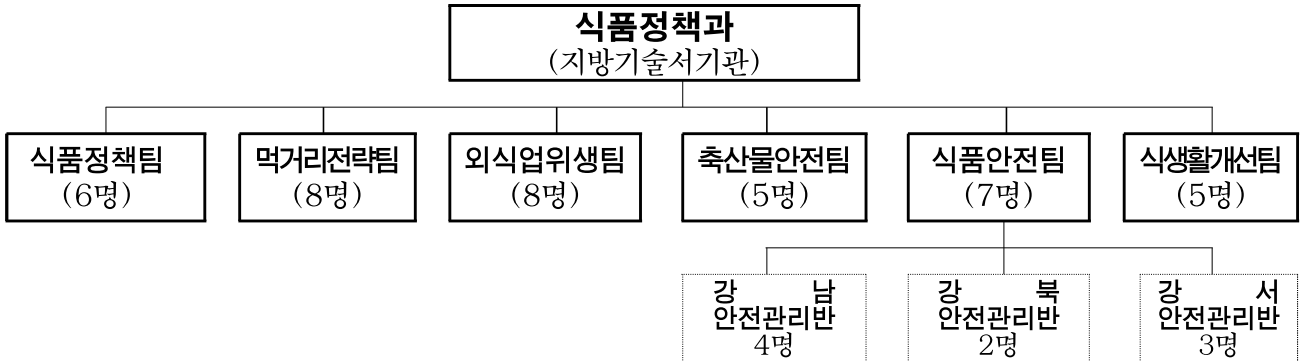 식품정책과
(지방기술서기관)
식품정책팀
(6명)
먹거리전략팀
(8명)
외식업위생팀
(8명)
축산물안전팀
(5명)
식품안전팀
(7명)
식생활개선팀
(5명)
강 남
안전관리반
4명
강 북
안전관리반
2명
강 서
안전관리반
3명